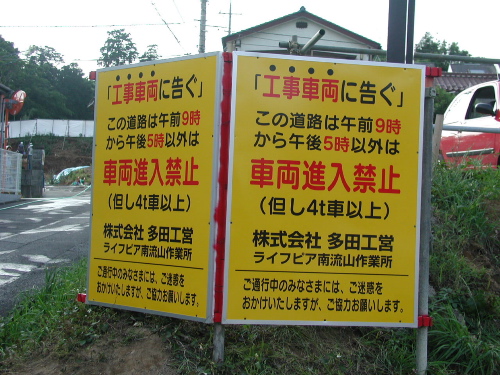 「工事車両に告ぐ」
この道路は午前9時
から午後5時以外は
車両進入禁止
(但し4t車以上)
株式会社 多田工営
ライフピア南流山作業所
ご通行中のみなさまには、ご迷惑を
おかけいたしますが、ご協力お願いします。
「工事車両に告ぐ」
この道路は午前9時
から午後5時以外は
車両進入禁止
(但し4t車以上)
株式会社 多田工営
ライフピア南流山作業所
ご通行中のみなさまには、ご迷惑を
おかけいたしますが、ご協力お願いします。